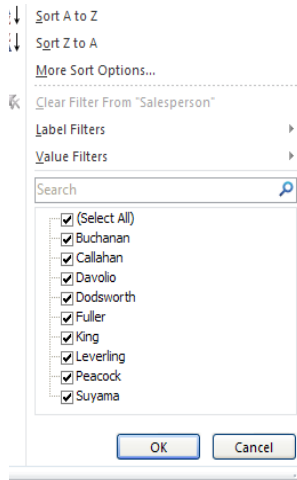 Sort A to Z
Sort Z to A
More Sort Options...
Clear Filter From "Salesperson"
Label Filters
Value Filters
Search
(Select All)
Buchanan
Callahan
Davolio
Dodsworth
Fuller
King
Leverling
Peacock
Suyama
OK Cancel